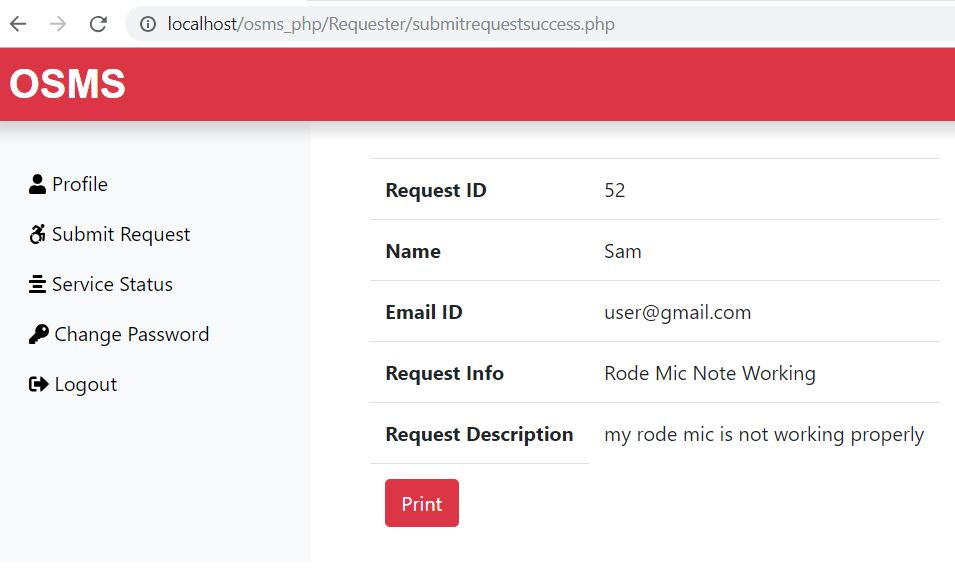 localhost/osms_php/Requester/submitrequestsuccess.php
OSMS
Profile
Submit Request
Service Status
Change Password
Logout
Request ID 52
Name Sam
Email ID user@gmail.com
Request Info Rode Mic Note Working
Request Description my rode mic is not working properly
Print